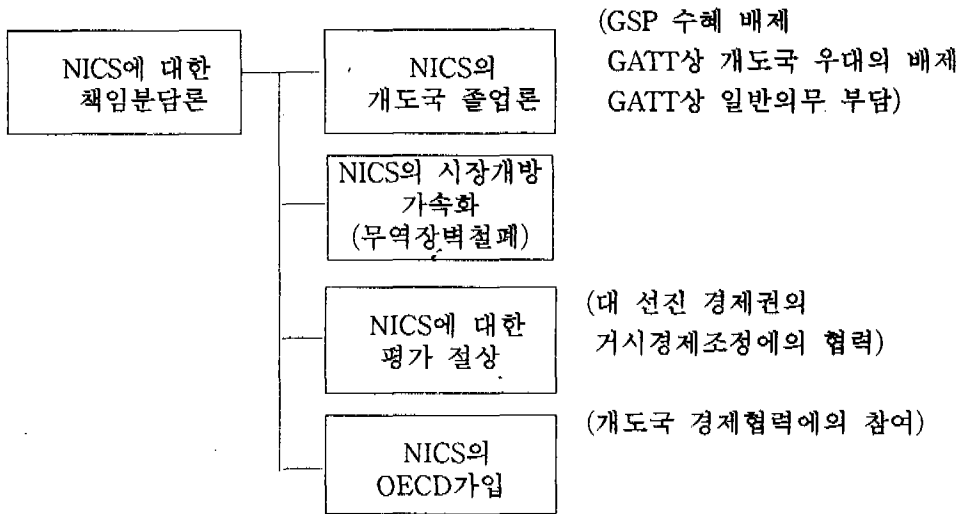 NICS에 대한
책임분담론
NICS의
개도국 졸업론
(GSP 수혜 배제
GATT상 개도국 우대의 배제
GATT상 일반의무 부담)
NICS의 시장개방
가속화
(무역장벽철폐)
NICS에 대한
평가 절상
(대 선진 경제권의
거시경제조정에의 협력)
NICS의
OECD가입
(개도국 경제협력에의 참여)